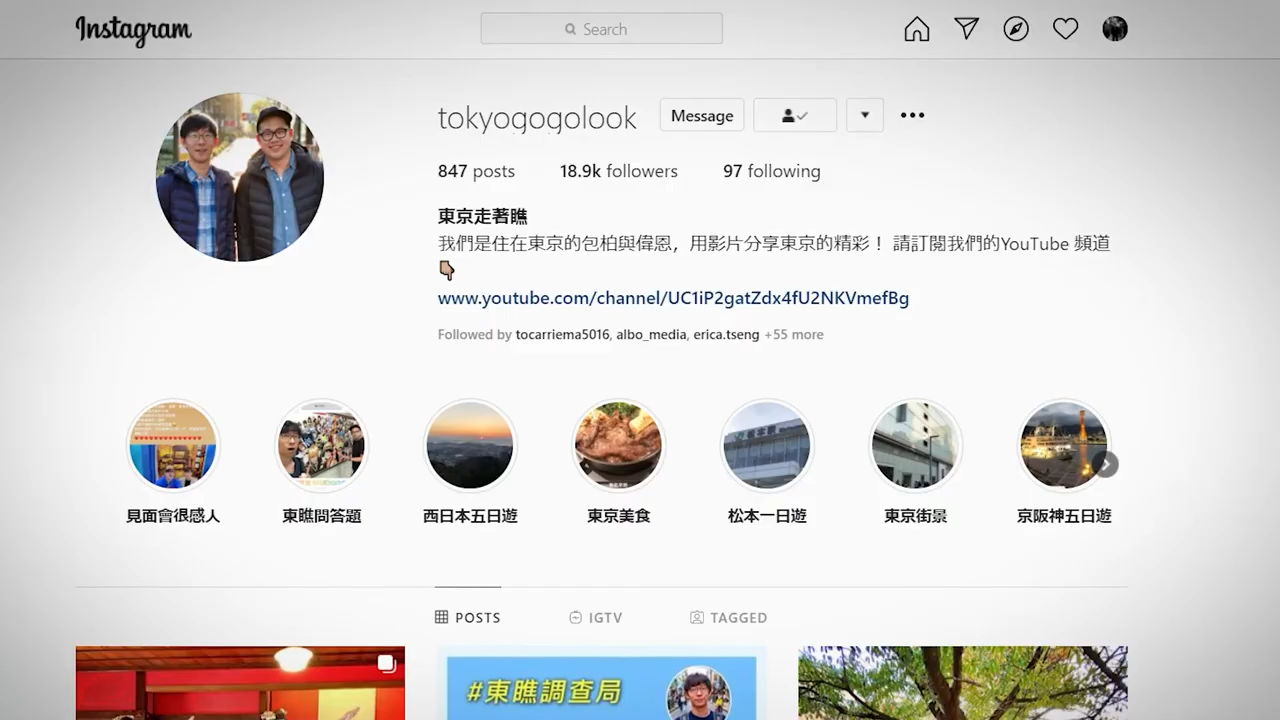 Instagram
Search
tokyogogolook
Message
847 posts
18.9k followers
97 following
東京走著瞧
我們是住在東京的包柏與偉恩，用影片分享東京的精彩！ 請訂閱我們的YouTube 頻道
👇🏼
www.youtube.com/channel/UC1iP2gatZdx4fU2NKVmefBg
Followed by tocarriema5016, albo_media, erica.tseng +55 more
見面會很感人
東瞧問答題
西日本五日遊
東京美食
松本一日遊
東京街景
京阪神五日遊
POSTS
IGTV
TAGGED
#東瞧調查局